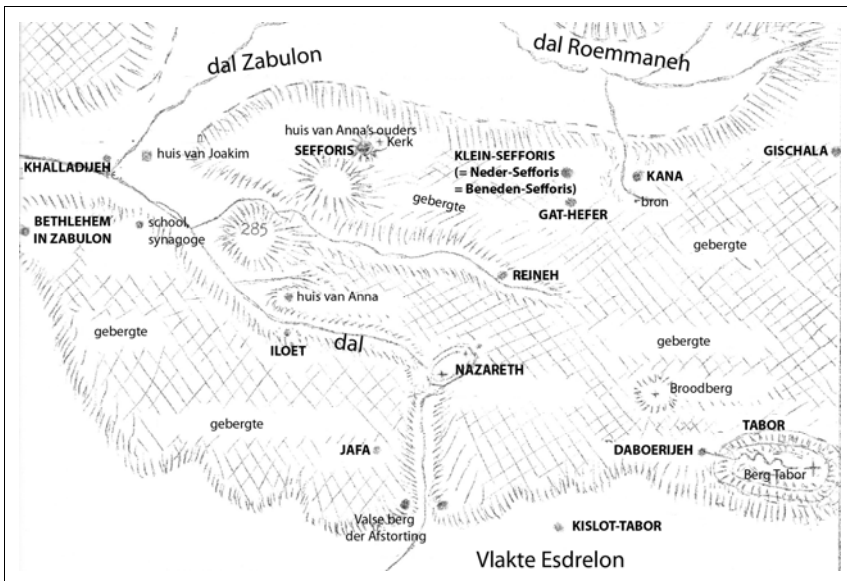 dal Zabulon
dal Roemmaneh
huis van Anna's ouders
Kerk
SEFFORIS
huis van Joakim
KHALLADIJEH
KLEIN-SEFFORIS
(= Neder-Sefforis
= Beneden-Sefforis)
KANA
GISCHALA
gebergte
bron
GAT-HEFER
BETHLEHEM
IN ZABULON
school,
synagoge
285
gebergte
REINEH
huis van Anna
gebergte
ILOET
dal
gebergte
NAZARETH
Broodberg
gebergte
TABOR
JAFA
DABOERIJEH
Berg Tabor
Valse berg
der Afstorting
KISLOT-TABOR
Vlakte Esdrelon